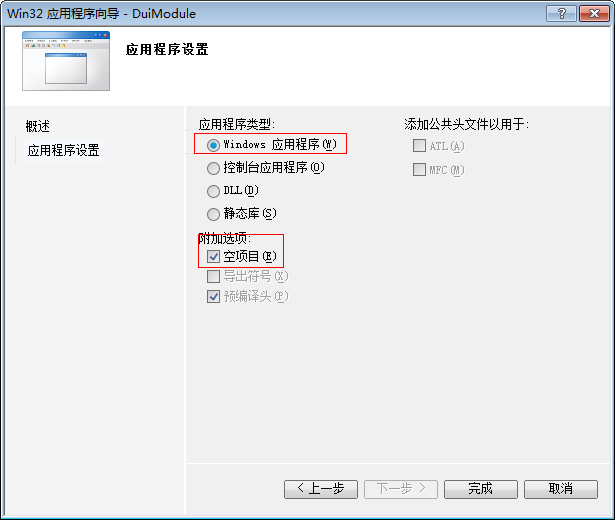 Win32 应用程序向导 - DuiModule
应用程序设置
概述
应用程序设置
应用程序类型:
Windows 应用程序(W)
控制台应用程序(O)
DLL(D)
静态库(S)
附加选项:
空项目(E)
导出符号(X)
预编译头(P)
添加公共头文件以用于:
ATL(A)
MFC(M)
< 上一步
下一步 >
完成
取消